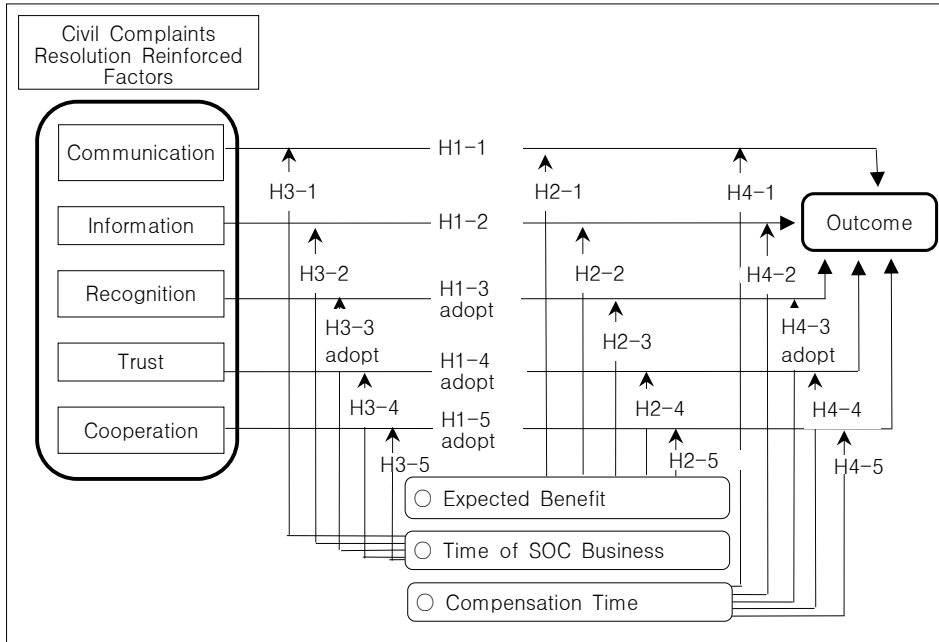 Civil Complaints
Resolution Reinforced
Factors
Communication
H1-1
H3-1
H2-1
H4-1
Information
H1-2
Outcome
H3-2
H2-2
H4-2
Recognition
H1-3
adopt
H3-3
adopt
H2-3
H4-3
adopt
Trust
H1-4
adopt
H3-4
H2-4
H4-4
Cooperation
H1-5
adopt
H3-5
H2-5
H4-5
○ Expected Benefit
○ Time of SOC Business
○ Compensation Time